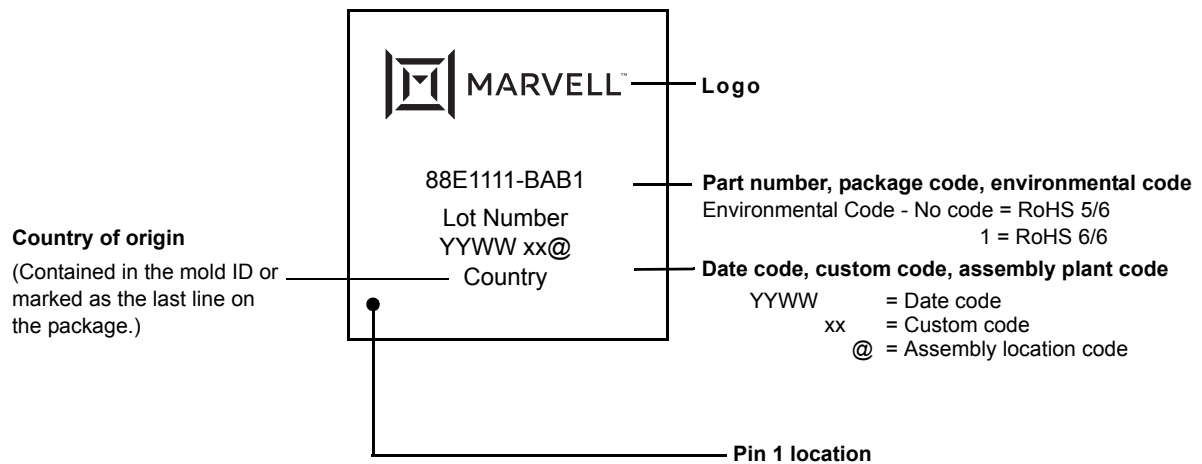 MARVELL™
Logo
88E1111-BAB1
Part number, package code, environmental code
Environmental Code - No code = RoHS 5/6
1 = RoHS 6/6
Lot Number
YYWW xx@
Country
Country of origin
(Contained in the mold ID or
marked as the last line on
the package.)
Date code, custom code, assembly plant code
YYWW = Date code
xx = Custom code
@ = Assembly location code
Pin 1 location